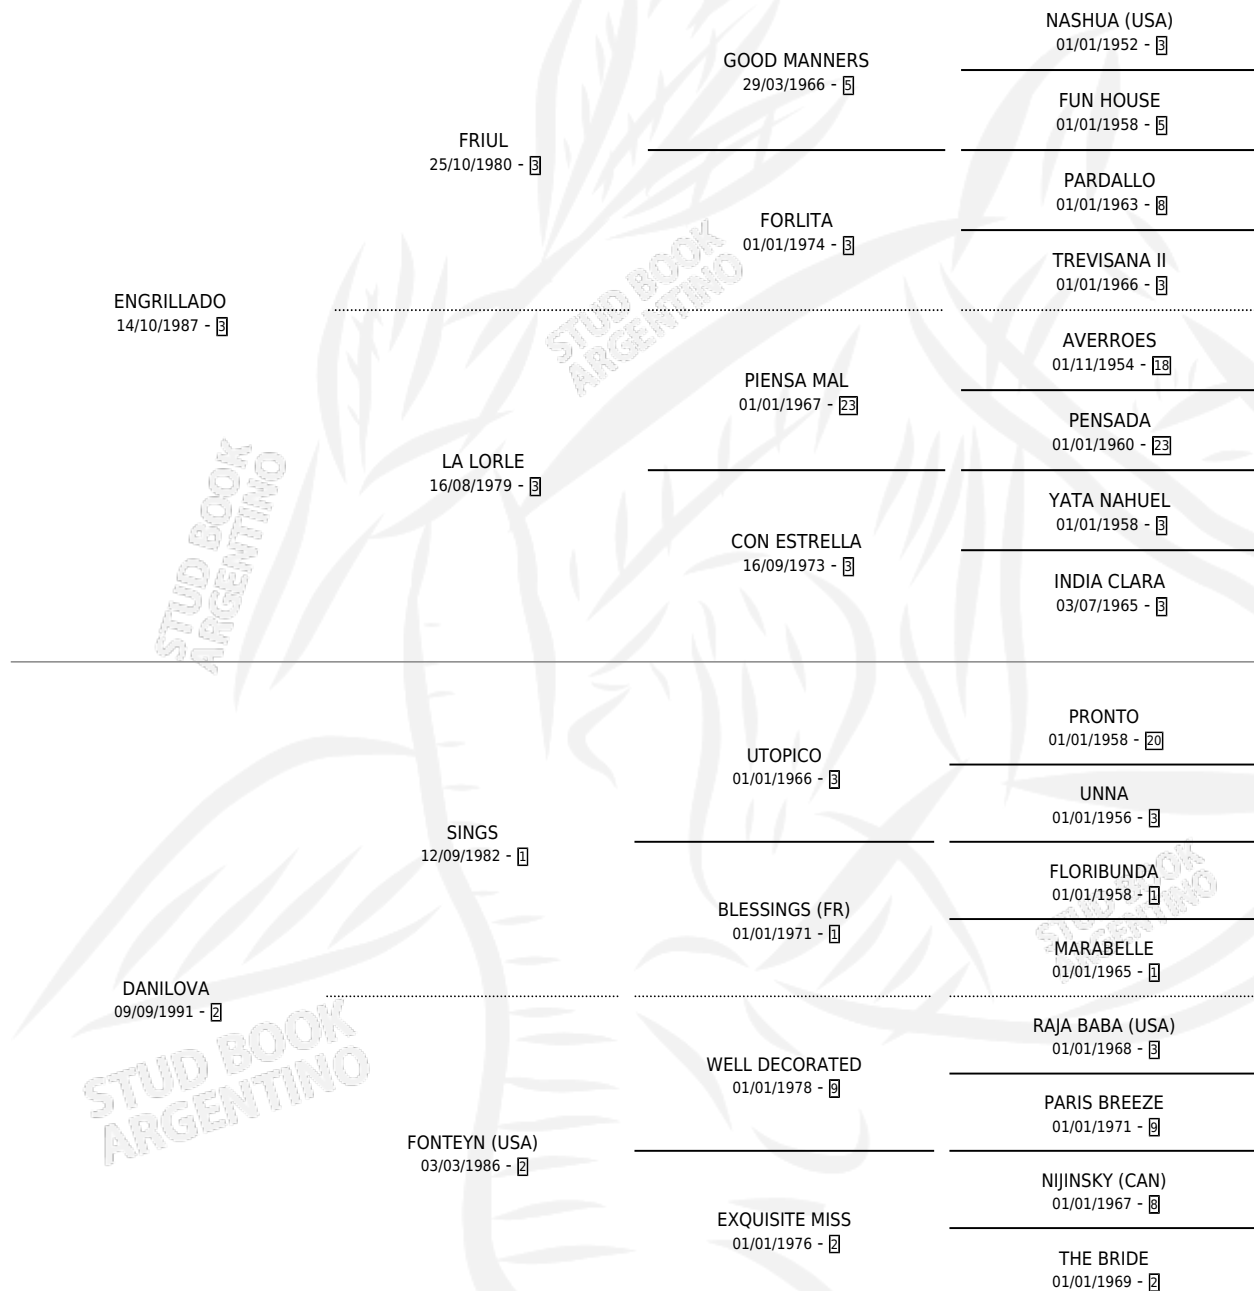 NASHUA (USA)
01/01/1952 - 3
GOOD MANNERS
29/03/1966 - 5
FUN HOUSE
01/01/1958 - 5
FRIUL
25/10/1980 - 3
PARDALLO
01/01/1963 - 8
FORLITA
01/01/1974 - 3
TREVISANA II
01/01/1966 - 3
ENGRILLADO
14/10/1987 - 3
AVERROES
01/11/1954 - 18
PIENSA MAL
01/01/1967 - 23
PENSADA
01/01/1960 - 23
LA LORLE
16/08/1979 - 3
YATA NAHUEL
01/01/1958 - 3
CON ESTRELLA
16/09/1973 - 3
INDIA CLARA
03/07/1965 - 3
PRONTO
01/01/1958 - 20
UTOPICO
01/01/1966 - 3
UNNA
01/01/1956 - 3
SINGS
12/09/1982 - 1
FLORIBUNDA
01/01/1958 - 1
BLESSINGS (FR)
01/01/1971 - 1
MARABELLE
01/01/1965 - 1
DANILOVA
09/09/1991 - 2
RAJA BABA (USA)
01/01/1968 - 3
WELL DECORATED
01/01/1978 - 9
PARIS BREEZE
01/01/1971 - 9
FONTEYN (USA)
03/03/1986 - 2
NIJINSKY (CAN)
01/01/1967 - 8
EXQUISITE MISS
01/01/1976 - 2
THE BRIDE
01/01/1969 - 2
STUD BOOK
ARGENTINO
STUD BOOK
ARGENTINO
STUD BOOK
ARGENTINO
STUD BOOK
ARGENTINO